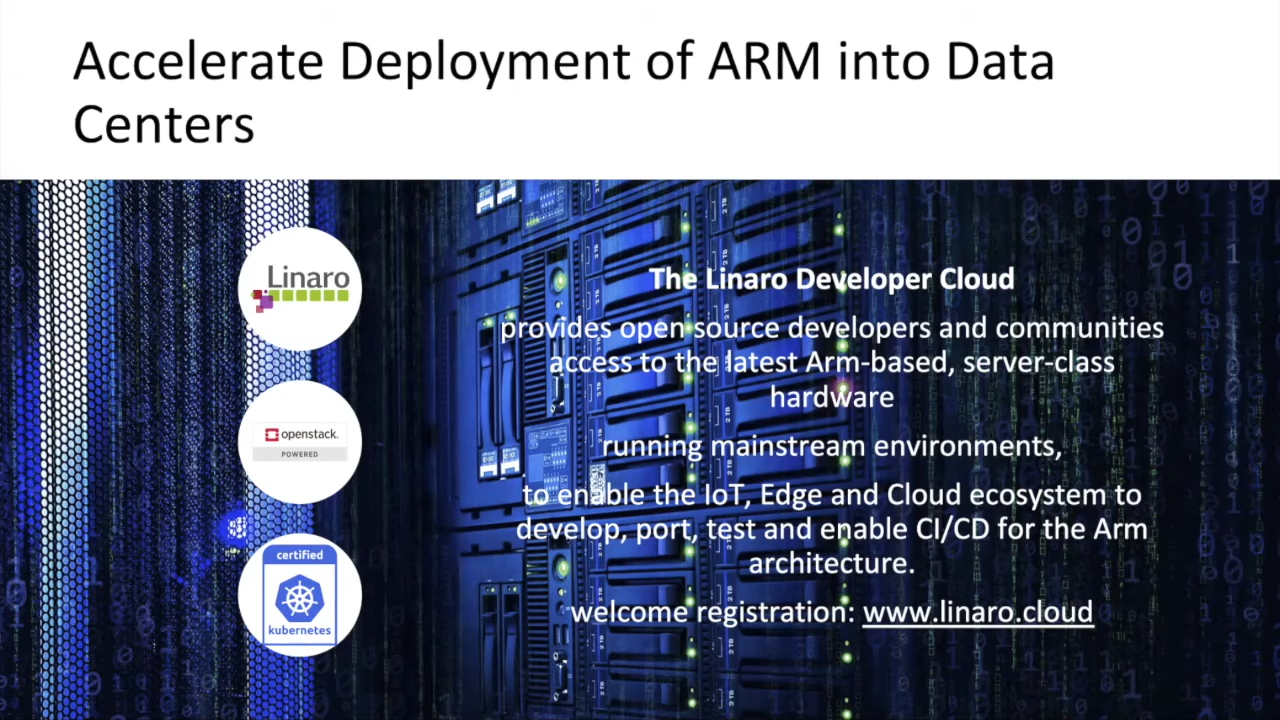 Accelerate Deployment of ARM into Data
Centers
Linaro
openstack.
POWERED
certified
kubernetes
The Linaro Developer Cloud
provides open source developers and communities
access to the latest Arm-based, server-class
hardware
running mainstream environments,
to enable the IoT, Edge and Cloud ecosystem to
develop, port, test and enable CI/CD for the Arm
architecture.
welcome registration: www.linaro.cloud